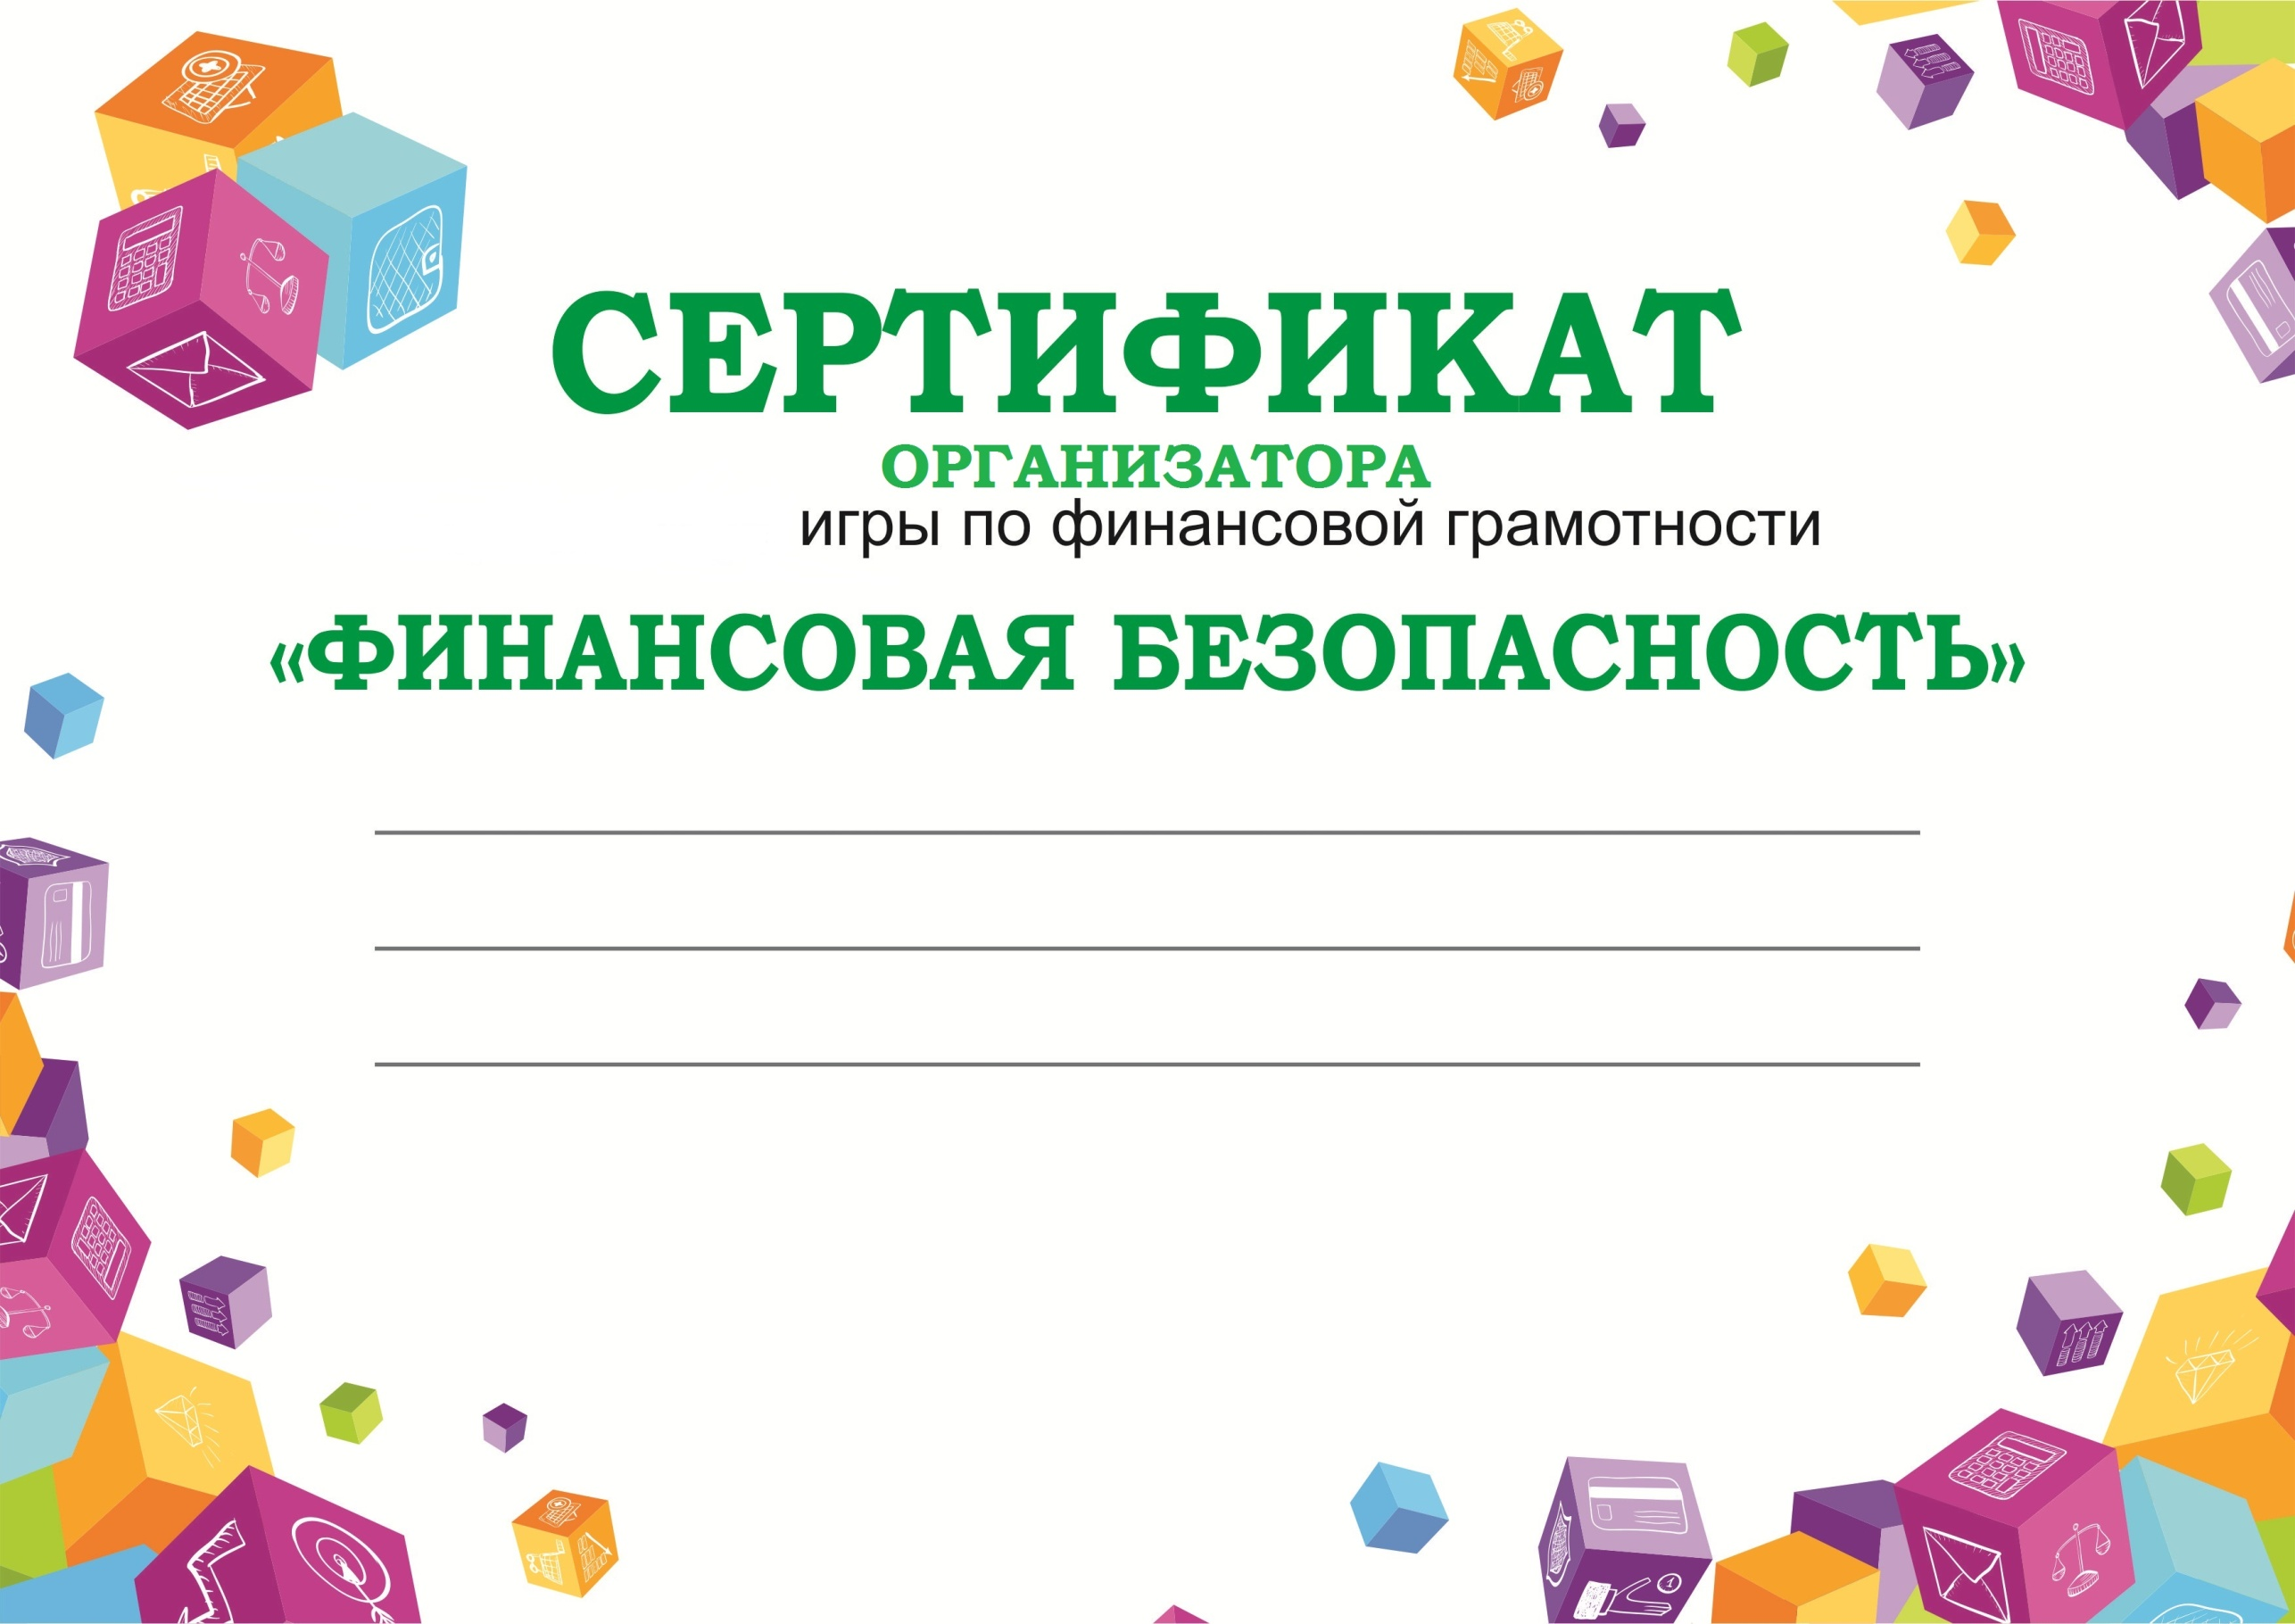 СЕРТИФИКАТ
ОРГАНИЗАТОРА
игры по финансовой грамотности
«ФИНАНСОВАЯ БЕЗОПАСНОСТЬ»